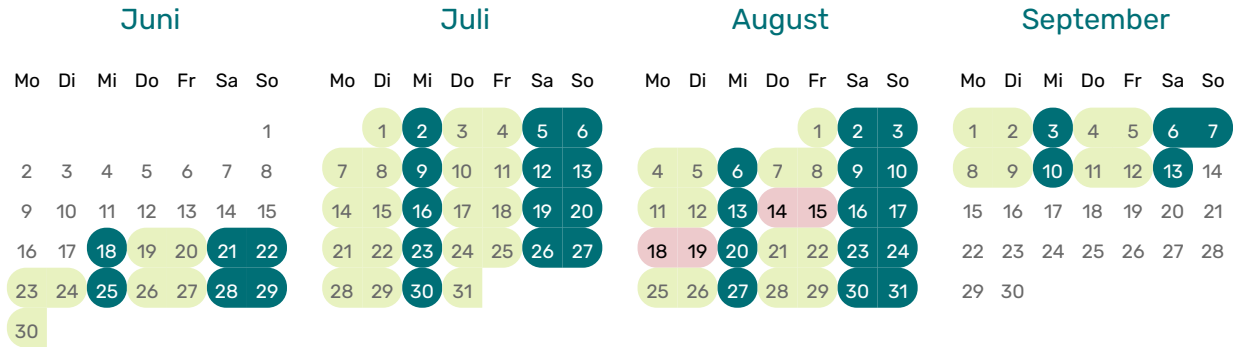 Juni Juli August September
Mo Di Mi Do Fr Sa So Mo Di Mi Do Fr Sa So Mo Di Mi Do Fr Sa So Mo Di Mi Do Fr Sa So
1 1 2 3 4 5 6 1 2 3 1 2 3 4 5 6 7
2 3 4 5 6 7 8 7 8 9 10 11 12 13 4 5 6 7 8 9 10 8 9 10 11 12 13 14
9 10 11 12 13 14 15 14 15 16 17 18 19 20 11 12 13 14 15 16 17 15 16 17 18 19 20 21
16 17 18 19 20 21 22 21 22 23 24 25 26 27 18 19 20 21 22 23 24 22 23 24 25 26 27 28
23 24 25 26 27 28 29 28 29 30 31 25 26 27 28 29 30 31 29 30
30